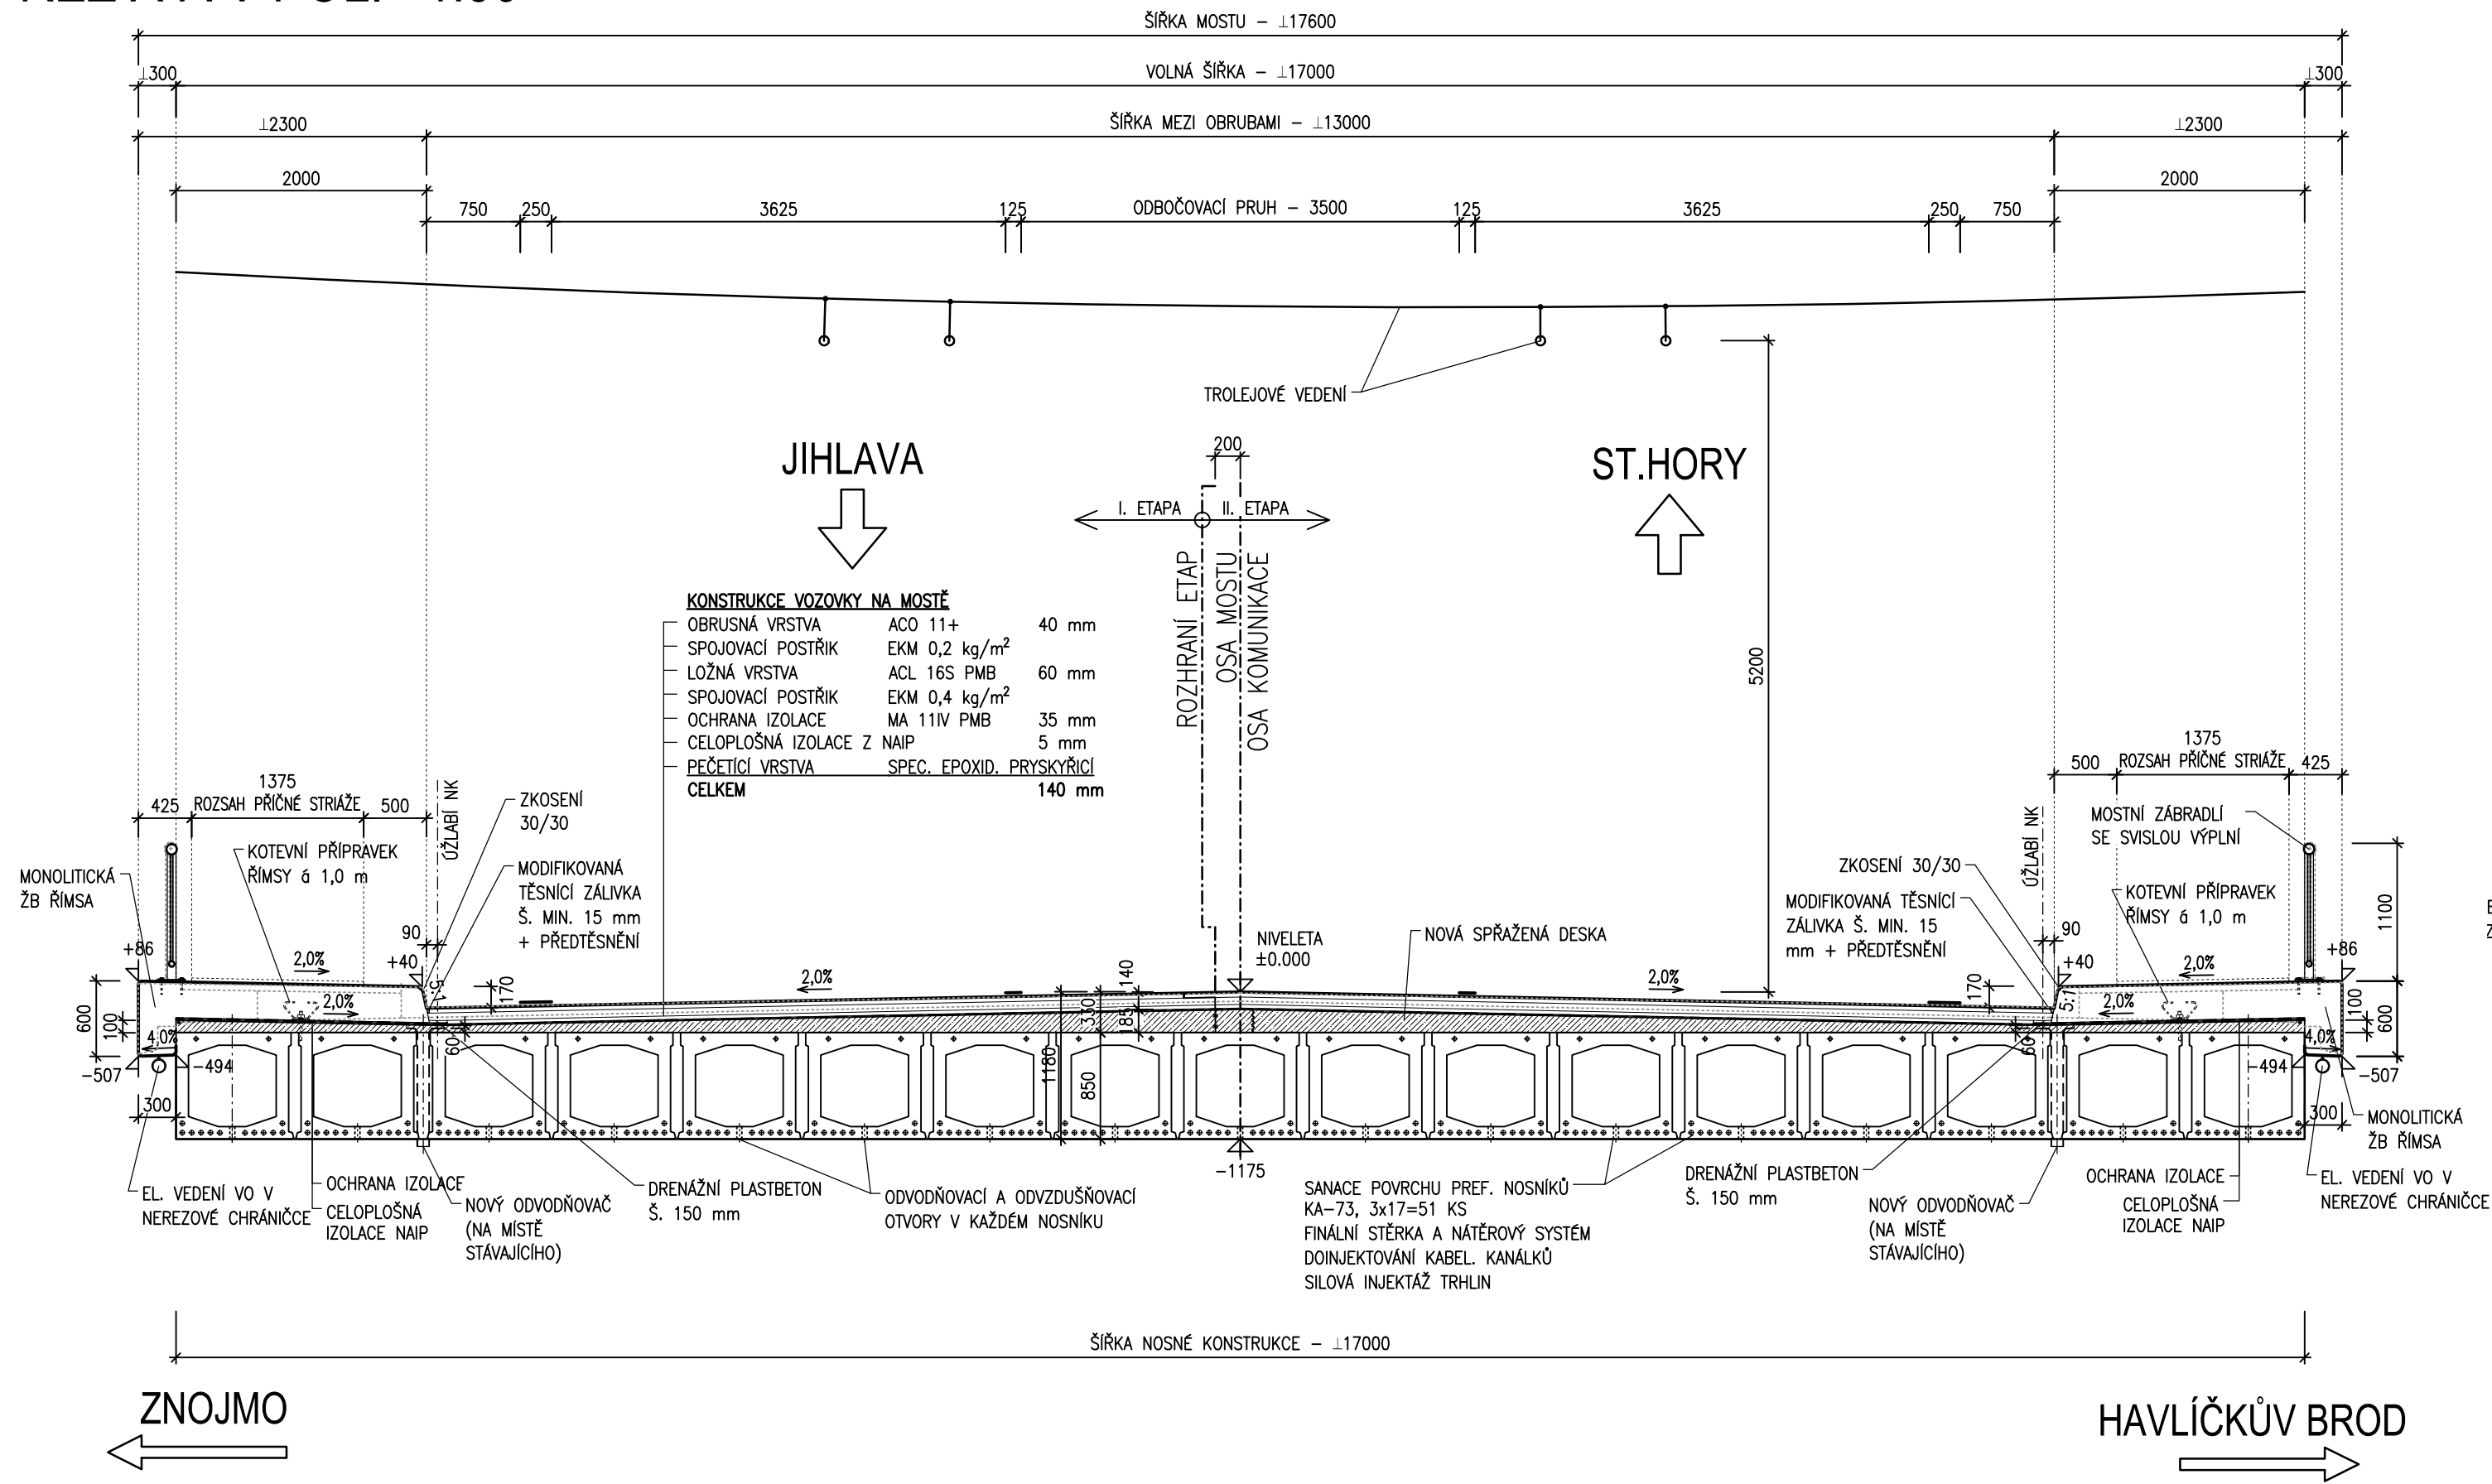 ŠÍŘKA MOSTU – ⊥17600
⊥300
VOLNÁ ŠÍŘKA – ⊥17000
⊥300
⊥2300
ŠÍŘKA MEZI OBRUBAMI – ⊥13000
⊥2300
2000
2000
750
250
3625
125
ODBOČOVACÍ PRUH – 3500
125
3625
250
750
TROLEJOVÉ VEDENÍ
JIHLAVA
200
ST.HORY
I. ETAPA
II. ETAPA
ROZHRANÍ ETAP
OSA MOSTU
OSA KOMUNIKACE
5200
KONSTRUKCE VOZOVKY NA MOSTĚ
OBRUSNÁ VRSTVA ACO 11+ 40 mm
SPOJOVACÍ POSTŘIK EKM 0,2 kg/m²
LOŽNÁ VRSTVA ACL 16S PMB 60 mm
SPOJOVACÍ POSTŘIK EKM 0,4 kg/m²
OCHRANA IZOLACE MA 11IV PMB 35 mm
CELOPLOŠNÁ IZOLACE Z NAIP 5 mm
PEČETÍCÍ VRSTVA SPEC. EPOXID. PRYSKYŘICÍ
CELKEM 140 mm
1375
425
ROZSAH PŘÍČNÉ STRIÁŽE
500
ÚŽLABÍ NK
ZKOSENÍ
30/30
1375
500
ROZSAH PŘÍČNÉ STRIÁŽE
425
ÚŽLABÍ NK
MOSTNÍ ZÁBRADLÍ
SE SVISLOU VÝPLNÍ
KOTEVNÍ PŘÍPRAVEK
ŘÍMSY á 1,0 m
MONOLITICKÁ
ŽB ŘÍMSA
MODIFIKOVANÁ
TĚSNÍCÍ ZÁLIVKA
Š. MIN. 15 mm
+ PŘEDTĚSNĚNÍ
ZKOSENÍ 30/30
MODIFIKOVANÁ TĚSNÍCÍ
ZÁLIVKA Š. MIN. 15
mm + PŘEDTĚSNĚNÍ
KOTEVNÍ PŘÍPRAVEK
ŘÍMSY á 1,0 m
1100
NOVÁ SPŘAŽENÁ DESKA
NIVELETA
±0.000
90
90
+86
+40
2,0%
2,0%
5:1
170
2,0%
140
330
185
2,0%
170
+40
5:1
2,0%
2,0%
+86
600
100
4,0%
-507
-494
300
60
1180
850
-1175
60
-494
4,0%
100
600
-507
300
MONOLITICKÁ
ŽB ŘÍMSA
EL. VEDENÍ VO V
NEREZOVÉ CHRÁNIČCE
OCHRANA IZOLACE
CELOPLOŠNÁ
IZOLACE NAIP
NOVÝ ODVODŇOVAČ
(NA MÍSTĚ
STÁVAJÍCÍHO)
DRENÁŽNÍ PLASTBETON
Š. 150 mm
ODVODŇOVACÍ A ODVZDUŠŇOVACÍ
OTVORY V KAŽDÉM NOSNÍKU
SANACE POVRCHU PREF. NOSNÍKŮ
KA-73, 3x17=51 KS
FINÁLNÍ STĚRKA A NÁTĚROVÝ SYSTÉM
DOINJEKTOVÁNÍ KABEL. KANÁLKŮ
SILOVÁ INJEKTÁŽ TRHLIN
DRENÁŽNÍ PLASTBETON
Š. 150 mm
NOVÝ ODVODŇOVAČ
(NA MÍSTĚ
STÁVAJÍCÍHO)
OCHRANA IZOLACE
CELOPLOŠNÁ
IZOLACE NAIP
EL. VEDENÍ VO V
NEREZOVÉ CHRÁNIČCE
ŠÍŘKA NOSNÉ KONSTRUKCE – ⊥17000
ZNOJMO
HAVLÍČKŮV BROD